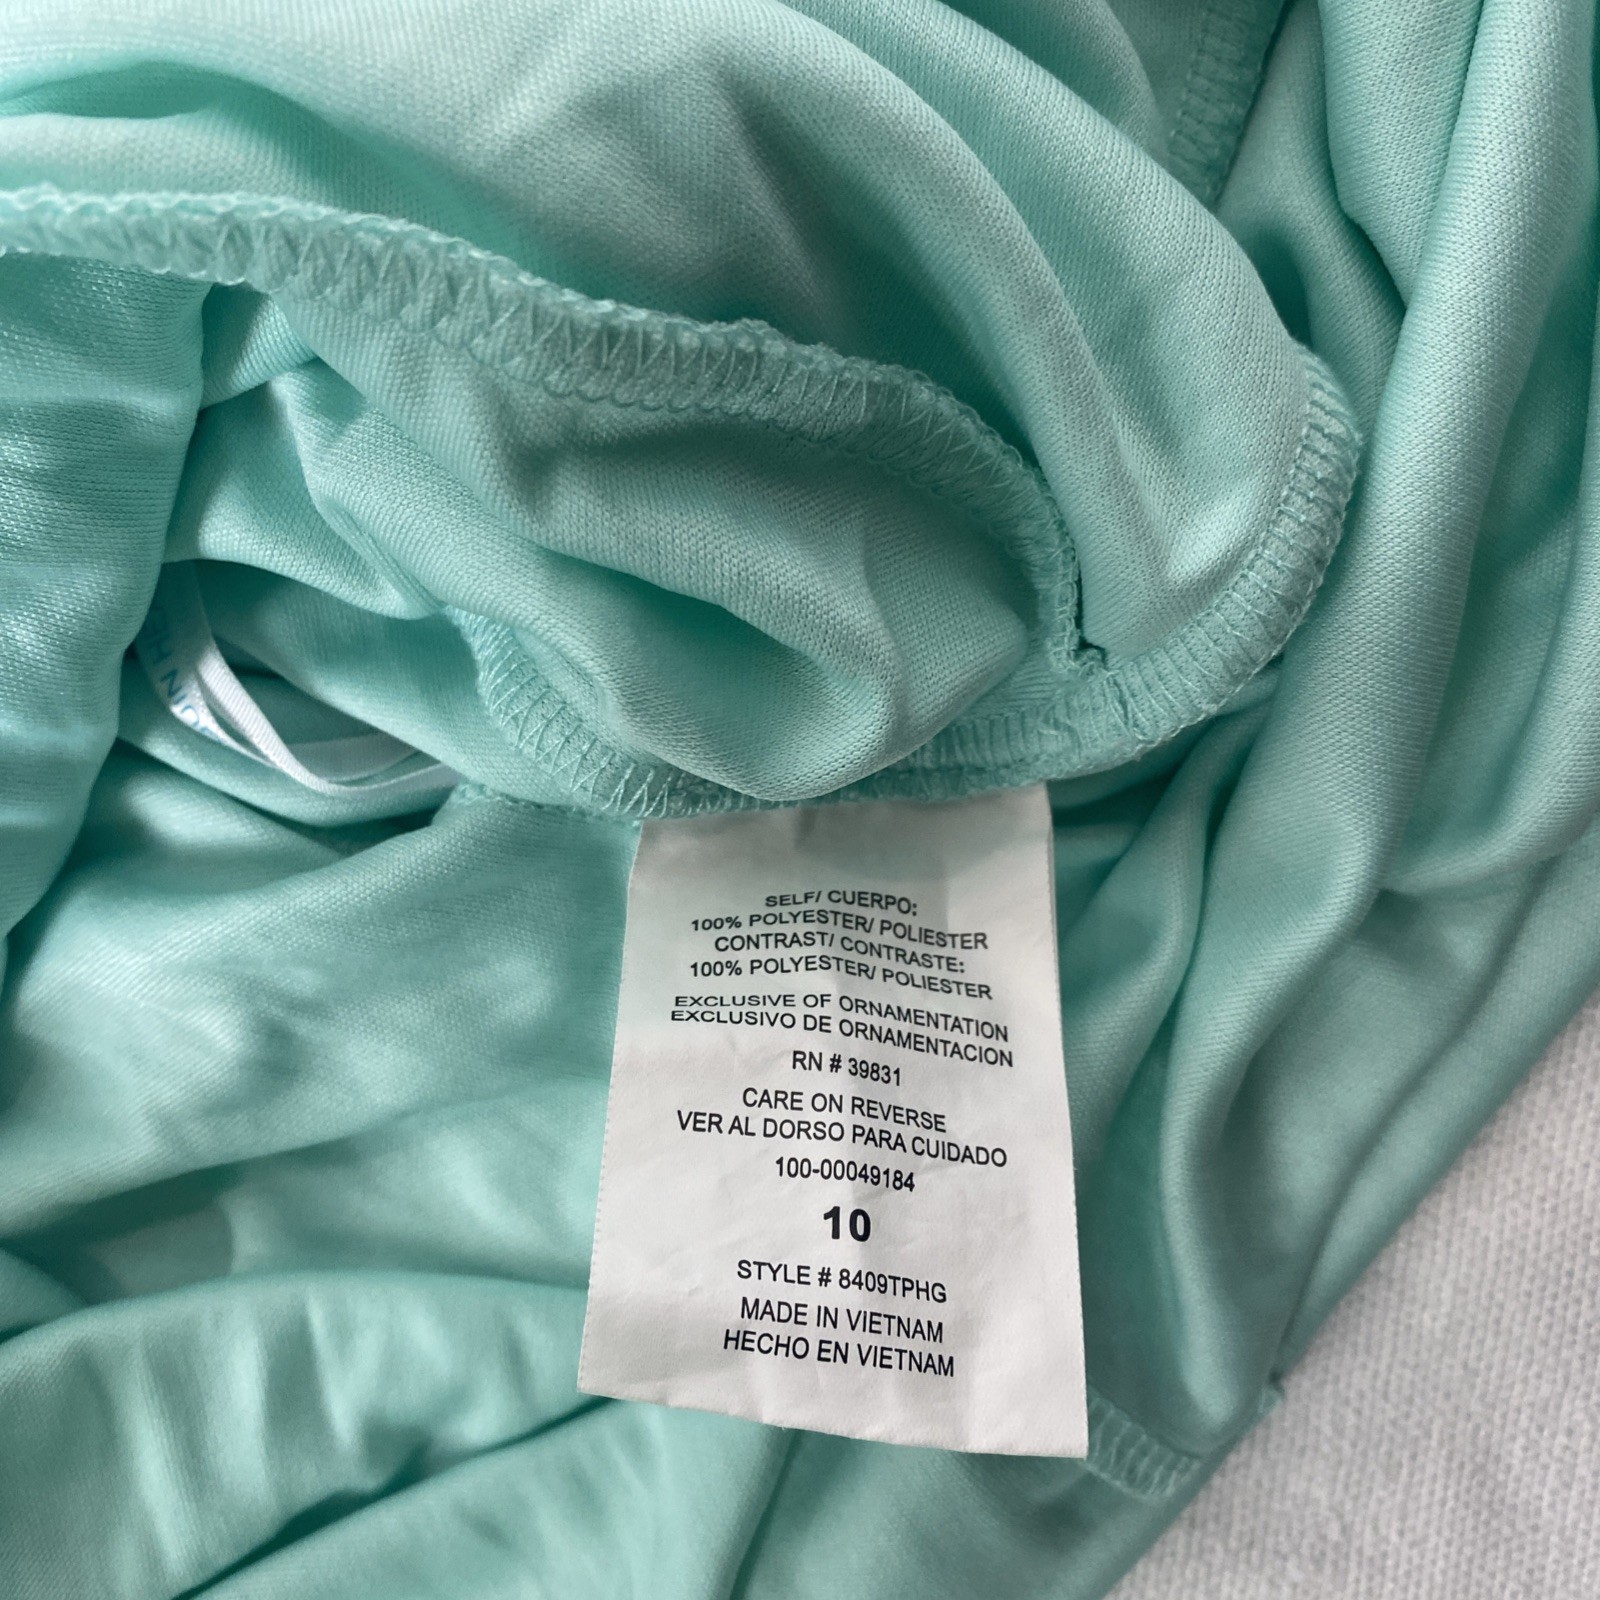 SELF/ CUERPO:
100% POLYESTER/ POLIESTER
CONTRAST/ CONTRASTE:
100% POLYESTER/ POLIESTER
EXCLUSIVE OF ORNAMENTATION
EXCLUSIVO DE ORNAMENTACION
RN # 39831
CARE ON REVERSE
VER AL DORSO PARA CUIDADO
100-00049184
10
STYLE # 8409TPHG
MADE IN VIETNAM
HECHO EN VIETNAM